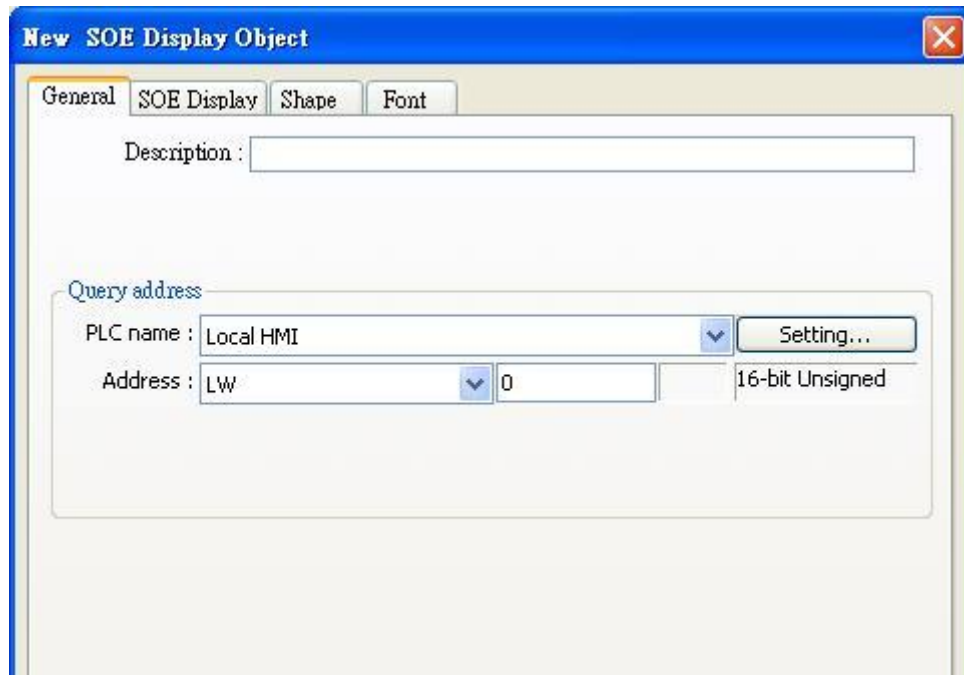 New SOE Display Object
General SOE Display Shape Font
Description :
Query address
PLC name : Local HMI Setting...
Address : LW 0 16-bit Unsigned